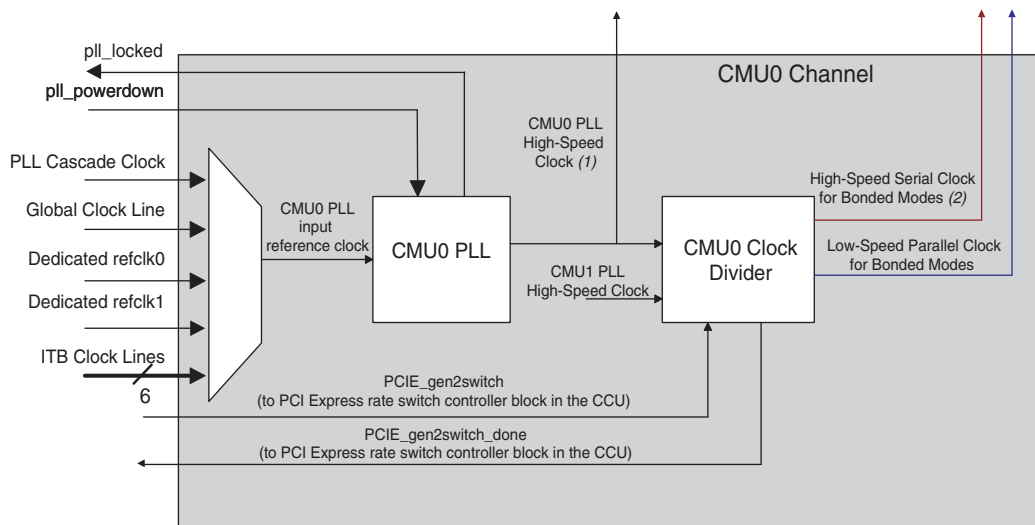 pll_locked
CMU0 Channel
pll_powerdown
CMU0 PLL
High-Speed
Clock (1)
PLL Cascade Clock
Global Clock Line
Dedicated refclk0
Dedicated refclk1
ITB Clock Lines
6
CMU0 PLL
input
reference clock
CMU0 PLL
CMU1 PLL
High-Speed Clock
CMU0 Clock
Divider
High-Speed Serial Clock
for Bonded Modes (2)
Low-Speed Parallel Clock
for Bonded Modes
PCIE_gen2switch
(to PCI Express rate switch controller block in the CCU)
PCIE_gen2switch_done
(to PCI Express rate switch controller block in the CCU)